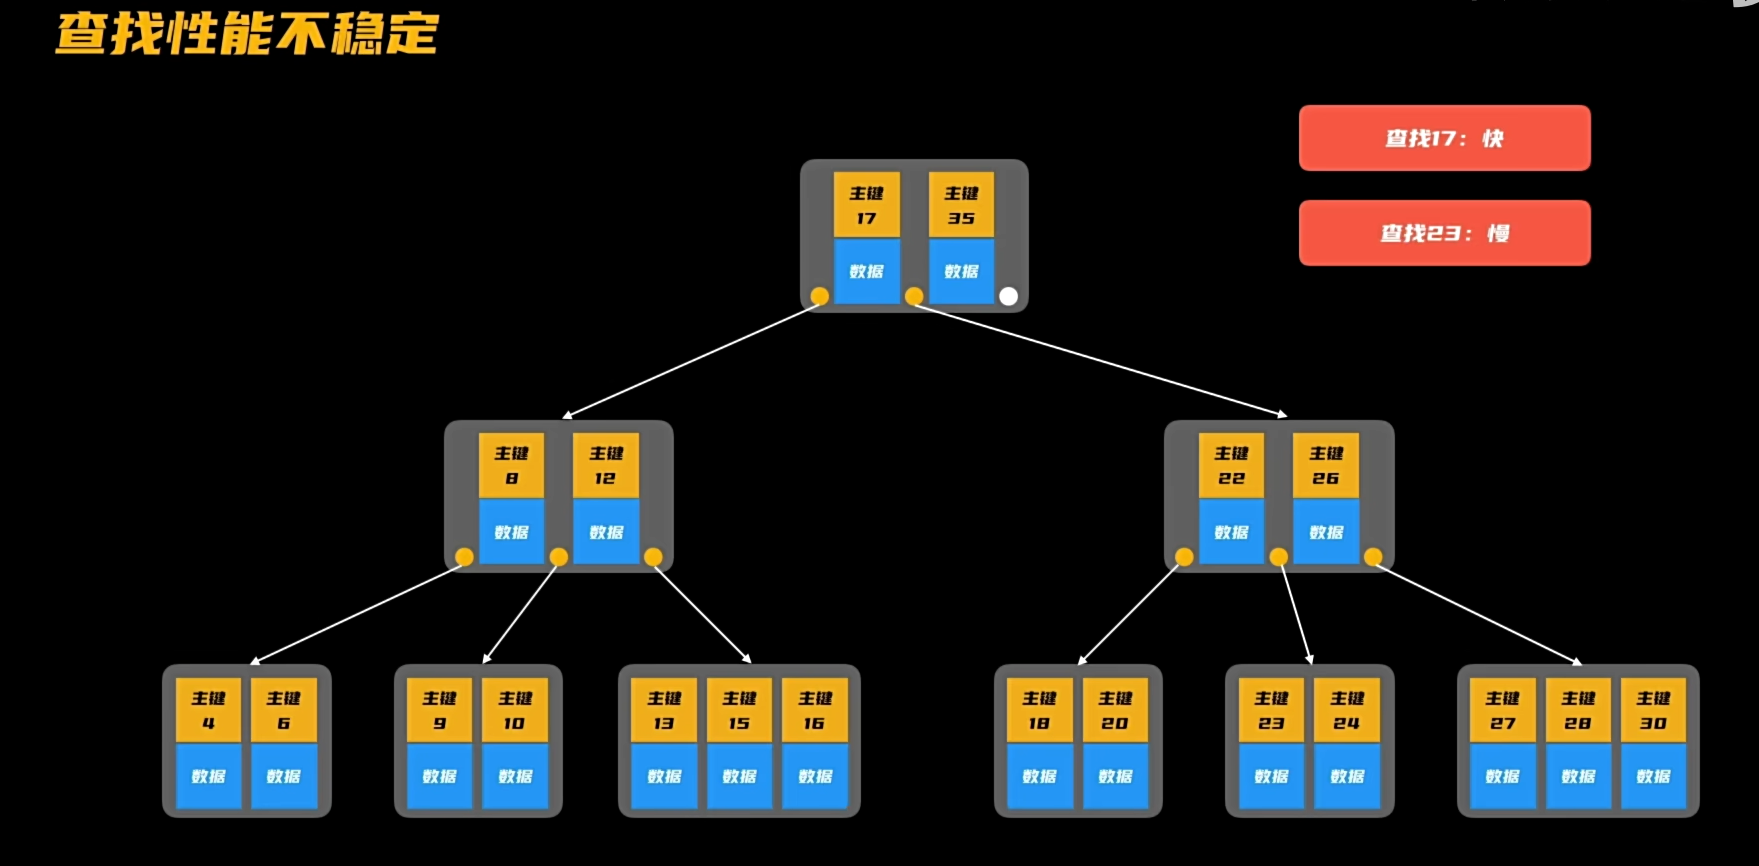 查找性能不稳定
查找17：快
查找23：慢
主键 主键
17 35
数据 数据
主键 主键
8 12
数据 数据
主键 主键
22 26
数据 数据
主键 主键
4 6
数据 数据
主键 主键
9 10
数据 数据
主键 主键 主键
13 15 16
数据 数据 数据
主键 主键
18 20
数据 数据
主键 主键
23 24
数据 数据
主键 主键 主键
27 28 30
数据 数据 数据